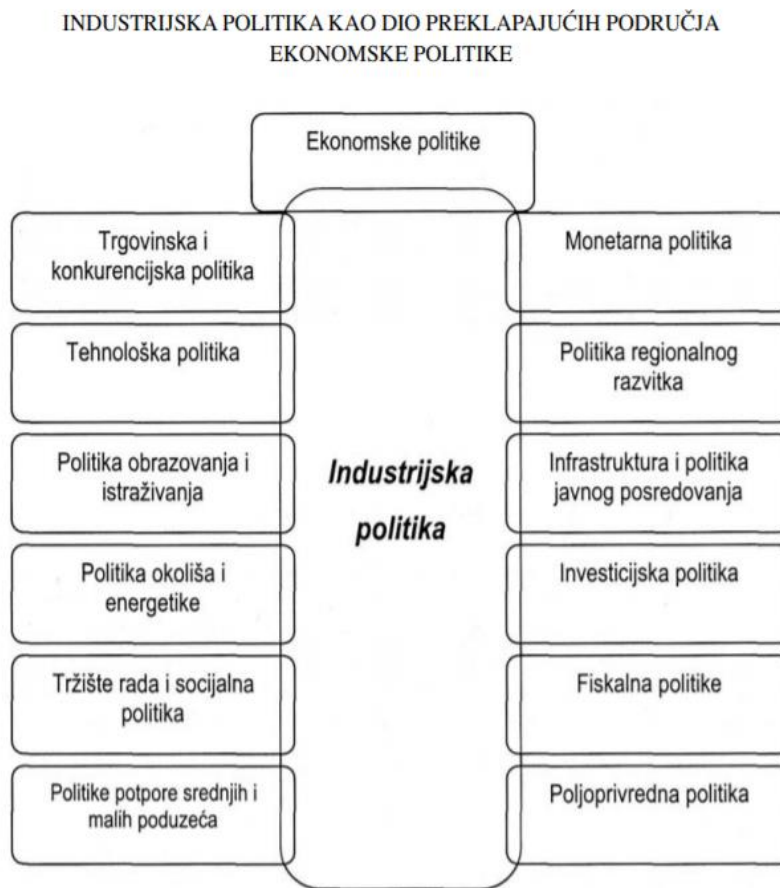 INDUSTRIJSKA POLITIKA KAO DIO PREKLAPAJUĆIH PODRUČJA
EKONOMSKE POLITIKE
Ekonomske politike
Trgovinska i
konkurencijska politika
Tehnološka politika
Politika obrazovanja i
istraživanja
Politika okoliša i
energetike
Tržište rada i socijalna
politika
Politike potpore srednjih i
malih poduzeća
Industrijska
politika
Monetarna politika
Politika regionalnog
razvitka
Infrastruktura i politika
javnog posredovanja
Investicijska politika
Fiskalna politike
Poljoprivredna politika